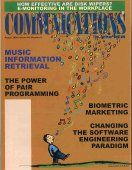 HOW EFFECTIVE ARE DISK WIPERS?
E-MONITORING IN THE WORKPLACE
COMMUNICATIONS
MUSIC
INFORMATION
RETRIEVAL
THE POWER
OF PAIR
PROGRAMMING
BIOMETRIC
MARKETING
CHANGING
THE SOFTWARE
ENGINEERING
PARADIGM